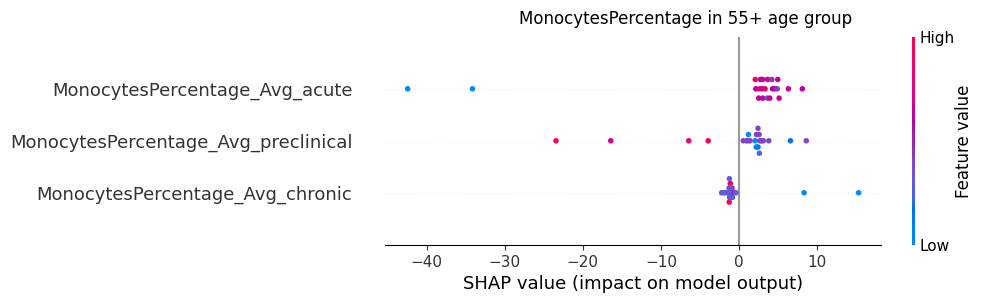 MonocytesPercentage in 55+ age group
High
MonocytesPercentage_Avg_acute
MonocytesPercentage_Avg_preclinical
MonocytesPercentage_Avg_chronic
Feature value
Low
−40 −30 −20 −10 0 10
SHAP value (impact on model output)